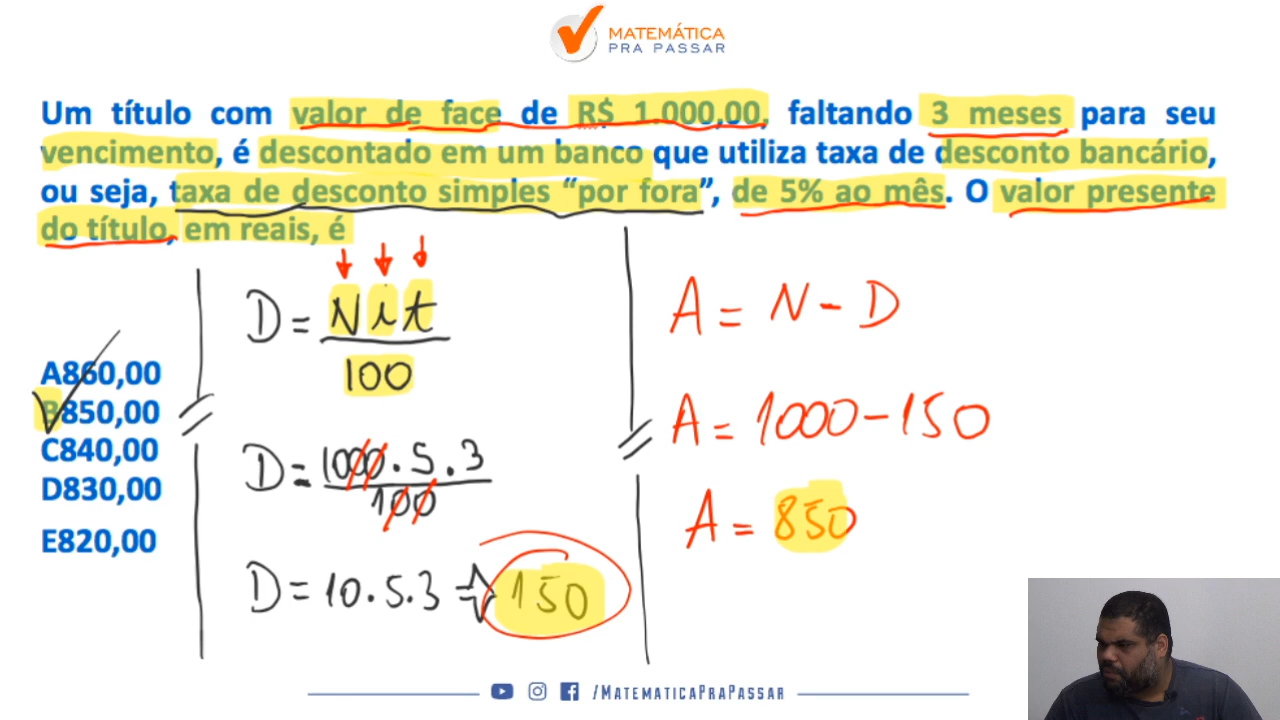 MATEMÁTICA
PRA PASSAR
Um título com valor de face de R$ 1.000,00, faltando 3 meses para seu
vencimento, é descontado em um banco que utiliza taxa de desconto bancário,
ou seja, taxa de desconto simples “por fora”, de 5% ao mês. O valor presente
do título, em reais, é
A860,00
B850,00
C840,00
D830,00
E820,00
D = Nit
100
D = 1000 . 5 . 3
100
D = 10 . 5 . 3 = 150
A = N - D
A = 1000 - 150
A = 850
/MATEMATICAPRAPASSAR